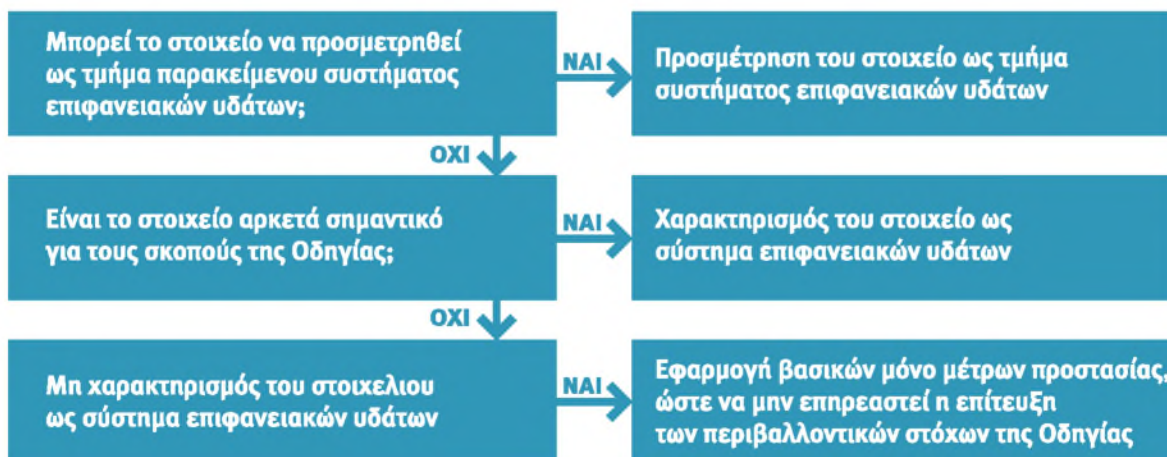 Μπορεί το στοιχείο να προσμετρηθεί
ως τμήμα παρακείμενου συστήματος
επιφανειακών υδάτων;
ΝΑΙ
Προσμέτρηση του στοιχείο ως τμήμα
συστήματος επιφανειακών υδάτων
ΟΧΙ
Είναι το στοιχείο αρκετά σημαντικό
για τους σκοπούς της Οδηγίας;
ΝΑΙ
Χαρακτηρισμός του στοιχείο ως
σύστημα επιφανειακών υδάτων
ΟΧΙ
Μη χαρακτηρισμός του στοιχελιου
ως σύστημα επιφανειακών υδάτων
ΝΑΙ
Εφαρμογή βασικών μόνο μέτρων προστασίας,
ώστε να μην επηρεαστεί η επίτευξη
των περιβαλλοντικών στόχων της Οδηγίας